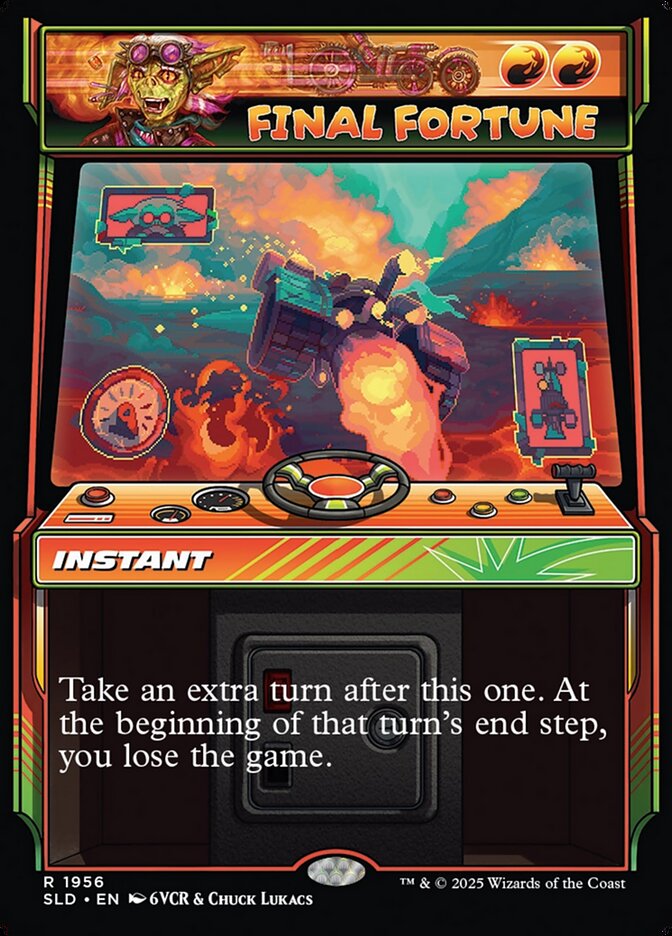 FINAL FORTUNE
INSTANT
Take an extra turn after this one. At
the beginning of that turn's end step,
you lose the game.
R 1956
SLD • EN 6VCR & Chuck Lukacs
™ & © 2025 Wizards of the Coast